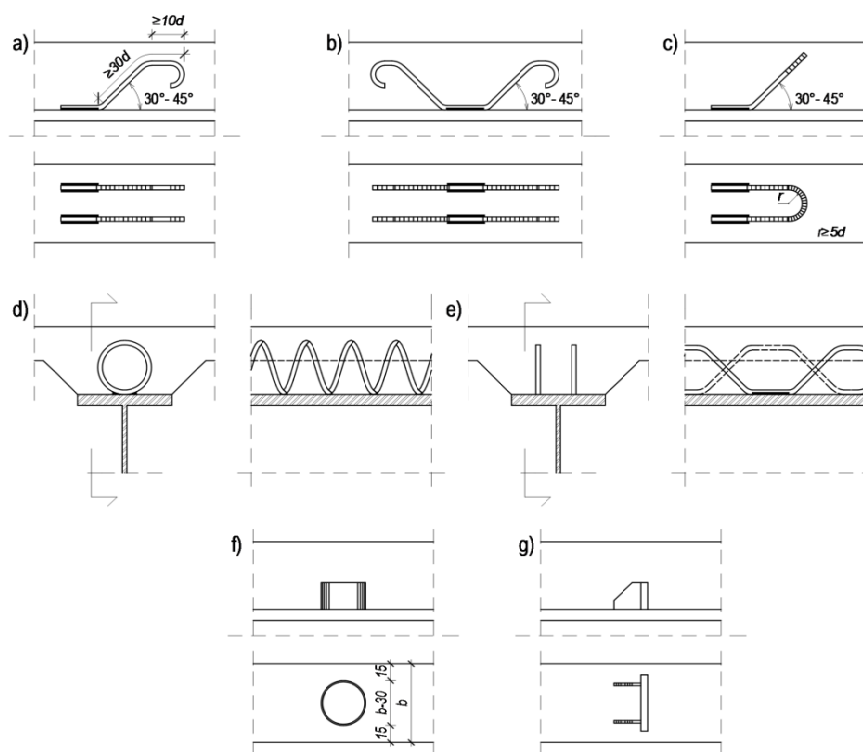 ≥10d
a)
≥30d
30°- 45°
b)
30°- 45°
c)
30°- 45°
r
r≥5d
d)
e)
f)
g)
15
b-30
b
15